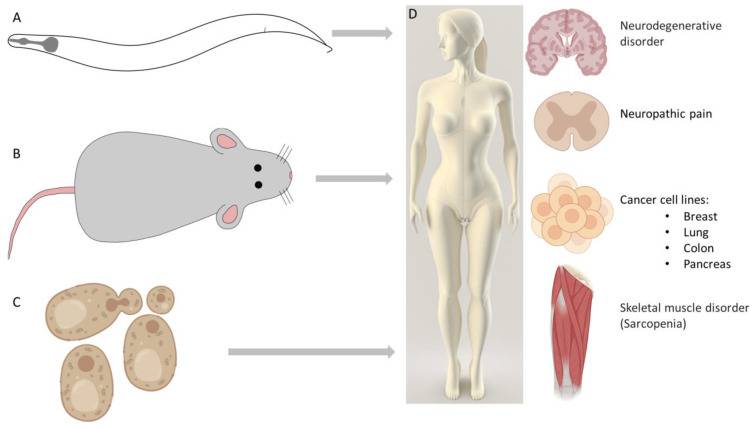 A
D
Neurodegenerative
disorder
Neuropathic pain
B
Cancer cell lines:
• Breast
• Lung
• Colon
• Pancreas
C
Skeletal muscle disorder
(Sarcopenia)